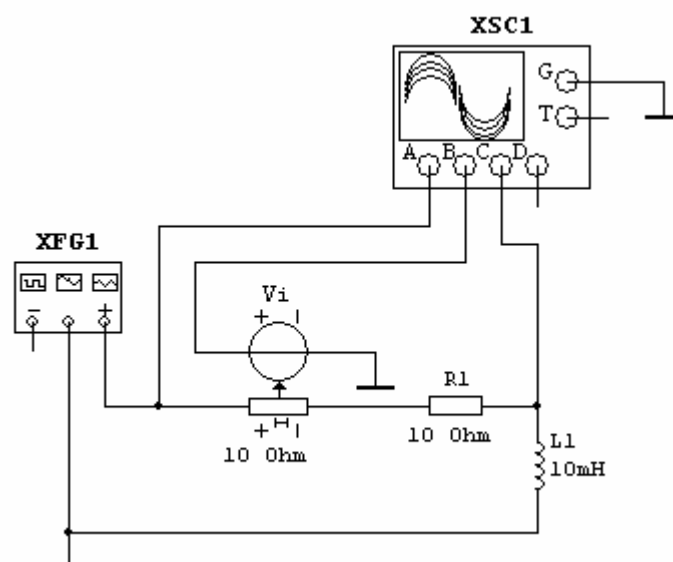 XSC1
G
T
A B C D
XFG1
Vi
+ −
− +
R1
+ −
10 Ohm
10 Ohm
L1
10mH